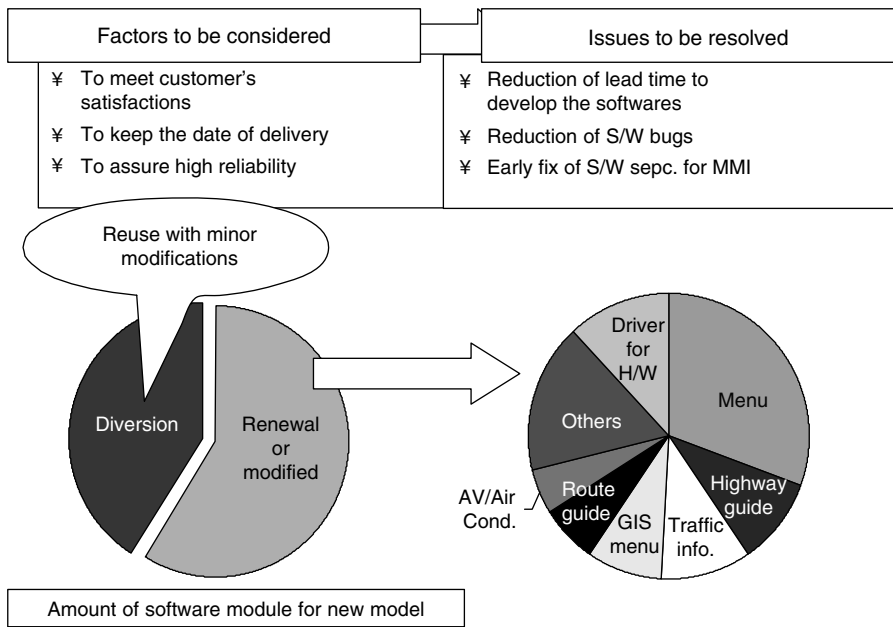 Factors to be considered
¥ To meet customer's
satisfactions
¥ To keep the date of delivery
¥ To assure high reliability
Issues to be resolved
¥ Reduction of lead time to
develop the softwares
¥ Reduction of S/W bugs
¥ Early fix of S/W sepc. for MMI
Reuse with minor
modifications
Diversion
Renewal
or
modified
Driver
for
H/W
Menu
Others
Highway
guide
AV/Air
Cond.
Route
guide
GIS
menu
Traffic
info.
Amount of software module for new model